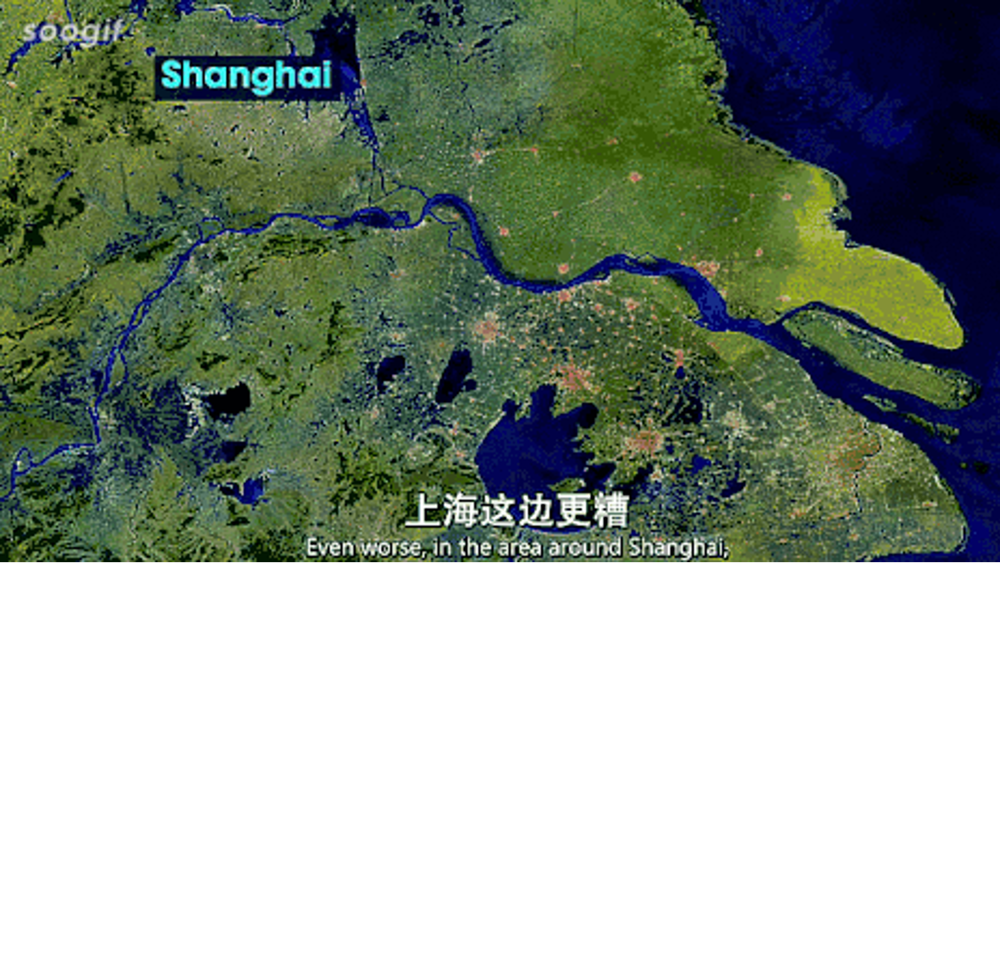 soogif
Shanghai
上海这边更糟
Even worse, in the area around Shanghai,